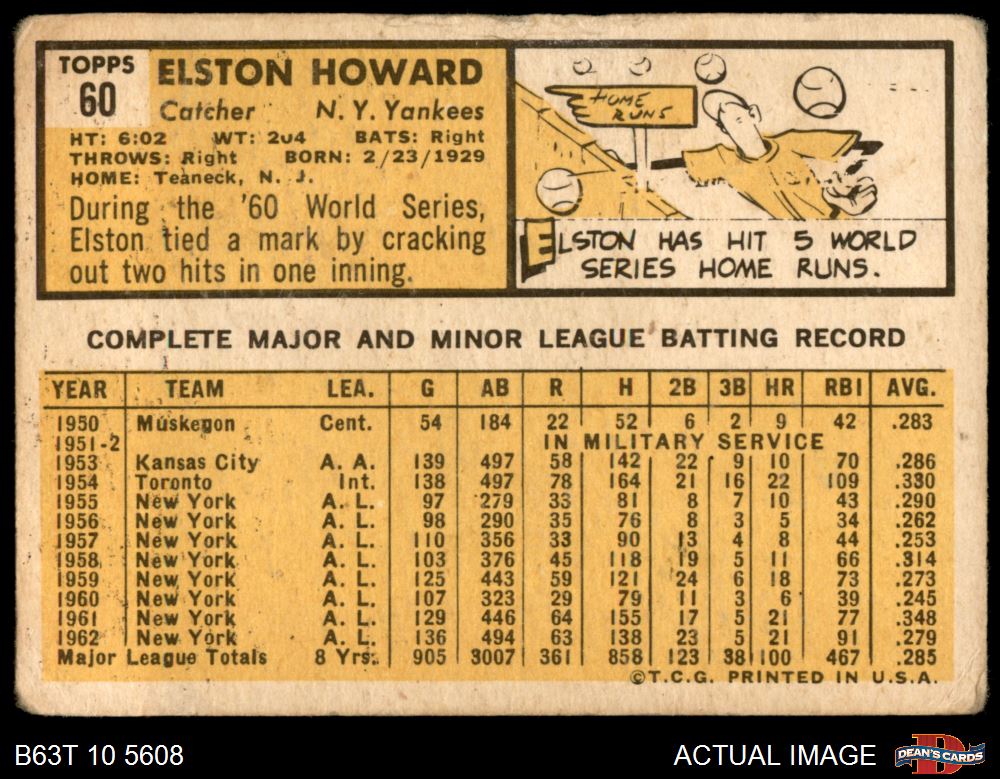 TOPPS
60
ELSTON HOWARD
Catcher N. Y. Yankees
HT: 6:02 WT: 204 BATS: Right
THROWS: Right BORN: 2/23/1929
HOME: Teaneck, N. J.
During the '60 World Series,
Elston tied a mark by cracking
out two hits in one inning.
HOME
RUNS
ELSTON HAS HIT 5 WORLD
SERIES HOME RUNS.
COMPLETE MAJOR AND MINOR LEAGUE BATTING RECORD
YEAR TEAM LEA. G AB R H 2B 3B HR RBI AVG.
1950 Muskegon Cent. 54 184 22 52 6 2 9 42 .283
1951-2 IN MILITARY SERVICE
1953 Kansas City A. A. 139 497 58 142 22 9 10 70 .286
1954 Toronto Int. 138 497 78 164 21 16 22 109 .330
1955 New York A. L. 97 279 33 81 8 7 10 43 .290
1956 New York A. L. 98 290 35 76 8 3 5 34 .262
1957 New York A. L. 110 356 33 90 13 4 8 44 .253
1958 New York A. L. 103 376 45 118 19 5 11 66 .314
1959 New York A. L. 125 443 59 121 24 6 18 73 .273
1960 New York A. L. 107 323 29 79 11 3 6 39 .245
1961 New York A. L. 129 446 64 155 17 5 21 77 .348
1962 New York A. L. 136 494 63 138 23 5 21 91 .279
Major League Totals 8 Yrs. 905 3007 361 858 123 38 100 467 .285
©T.C.G. PRINTED IN U.S.A.
B63T 10 5608 ACTUAL IMAGE
D
DEAN'S CARDS